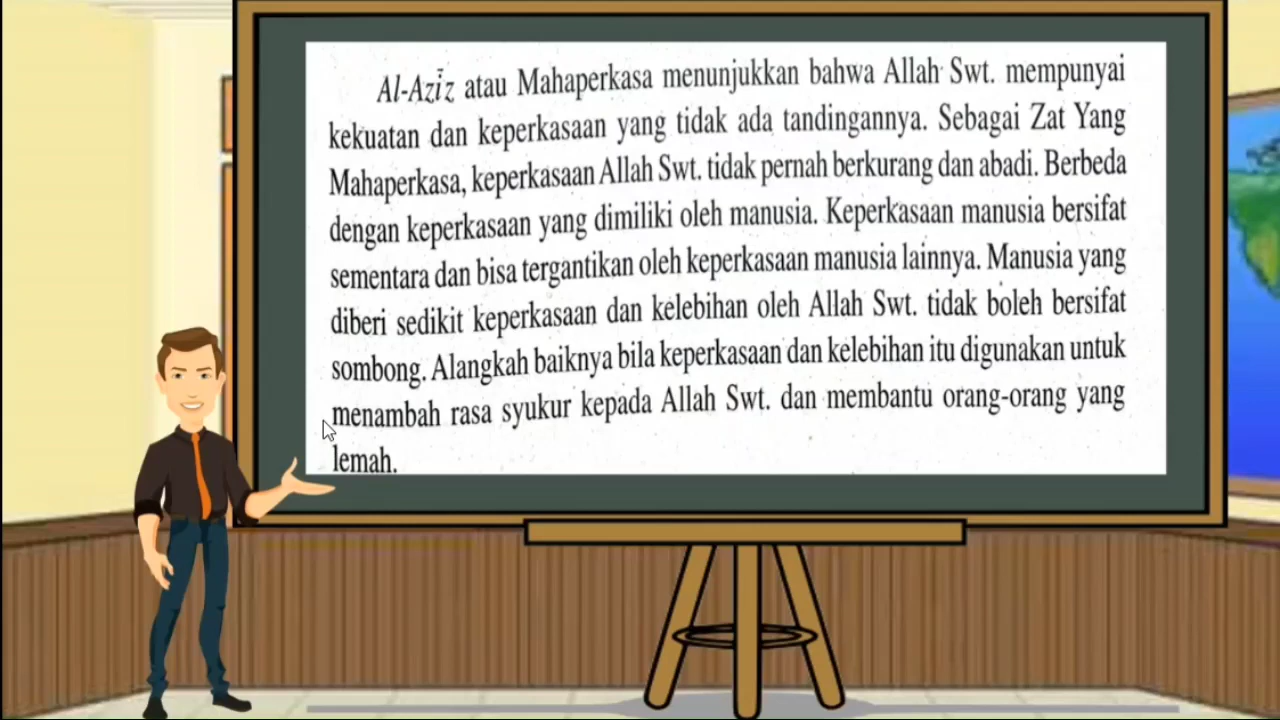 Al-Azīz atau Mahaperkasa menunjukkan bahwa Allah Swt. mempunyai
kekuatan dan keperkasaan yang tidak ada tandingannya. Sebagai Zat Yang
Mahaperkasa, keperkasaan Allah Swt. tidak pernah berkurang dan abadi. Berbeda
dengan keperkasaan yang dimiliki oleh manusia. Keperkasaan manusia bersifat
sementara dan bisa tergantikan oleh keperkasaan manusia lainnya. Manusia yang
diberi sedikit keperkasaan dan kelebihan oleh Allah Swt. tidak boleh bersifat
sombong. Alangkah baiknya bila keperkasaan dan kelebihan itu digunakan untuk
menambah rasa syukur kepada Allah Swt. dan membantu orang-orang yang
lemah.